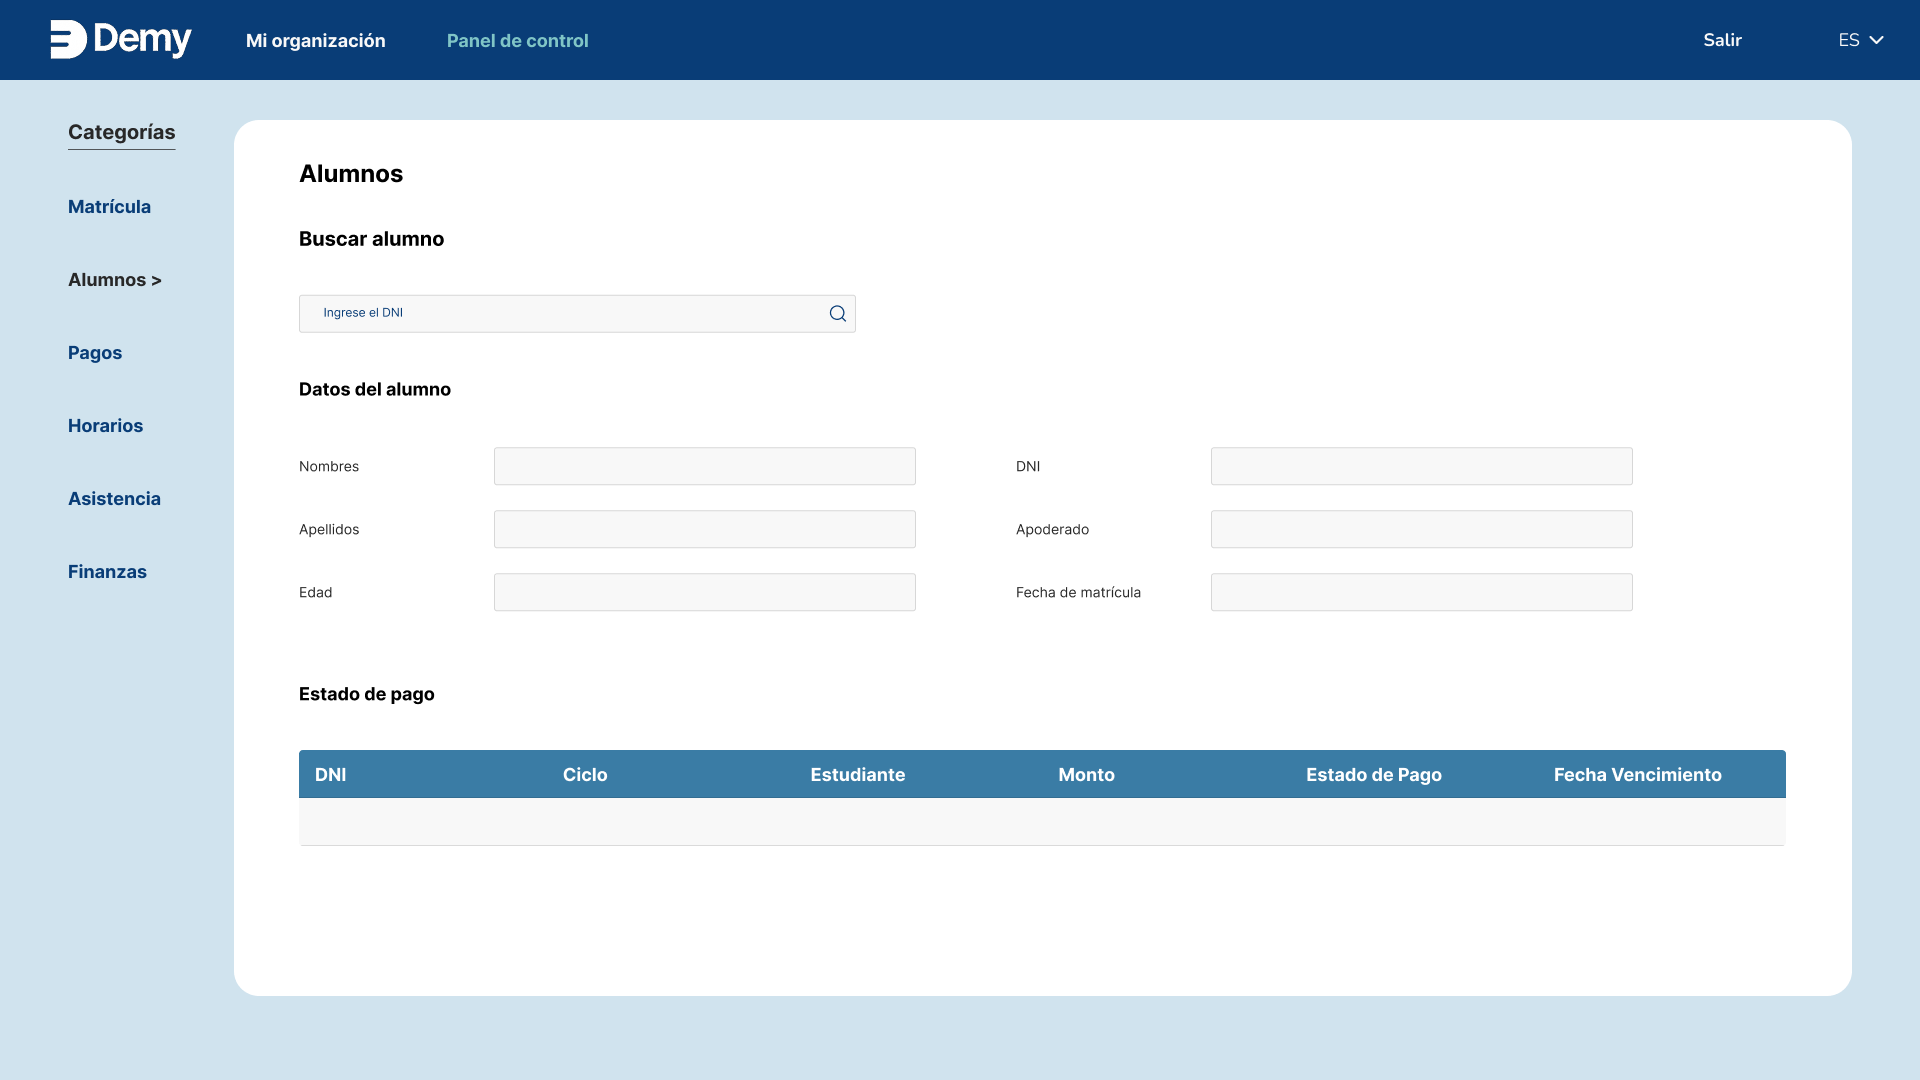 Demy Mi organización Panel de control Salir ES
Categorías
Matrícula
Alumnos >
Pagos
Horarios
Asistencia
Finanzas
Alumnos
Buscar alumno
Ingrese el DNI
Datos del alumno
Nombres DNI
Apellidos Apoderado
Edad Fecha de matrícula
Estado de pago
DNI Ciclo Estudiante Monto Estado de Pago Fecha Vencimiento